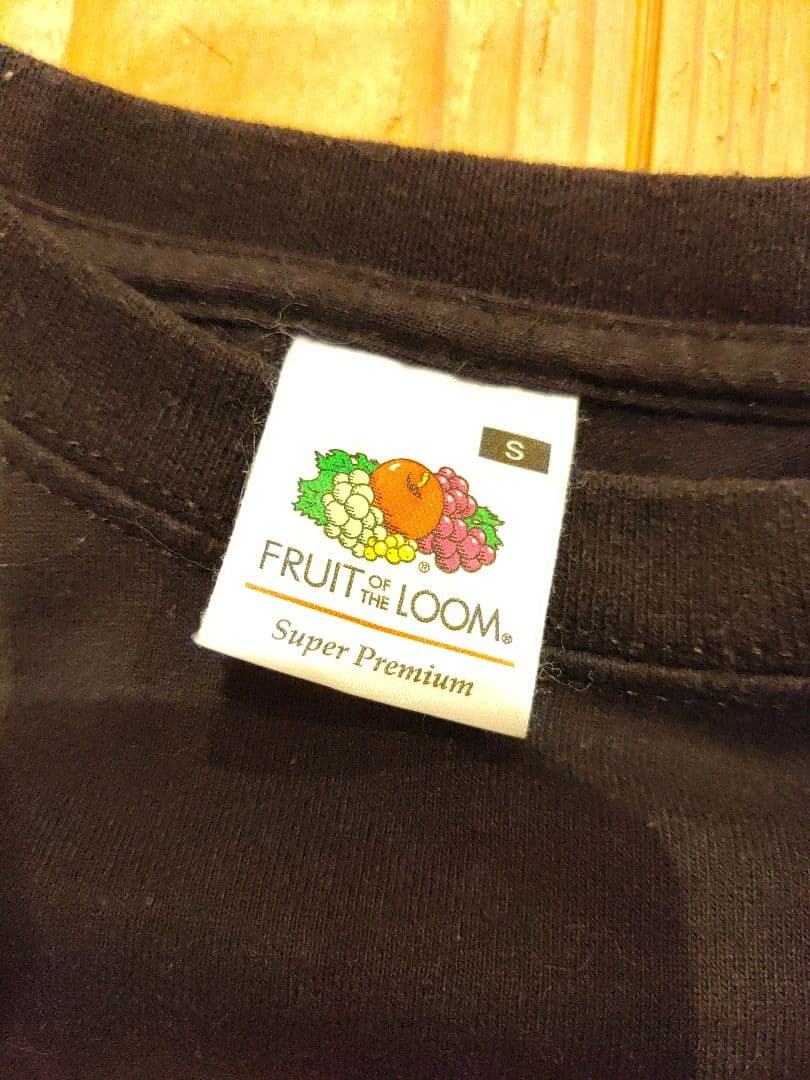 S
®
FRUIT OF THE LOOM®
Super Premium